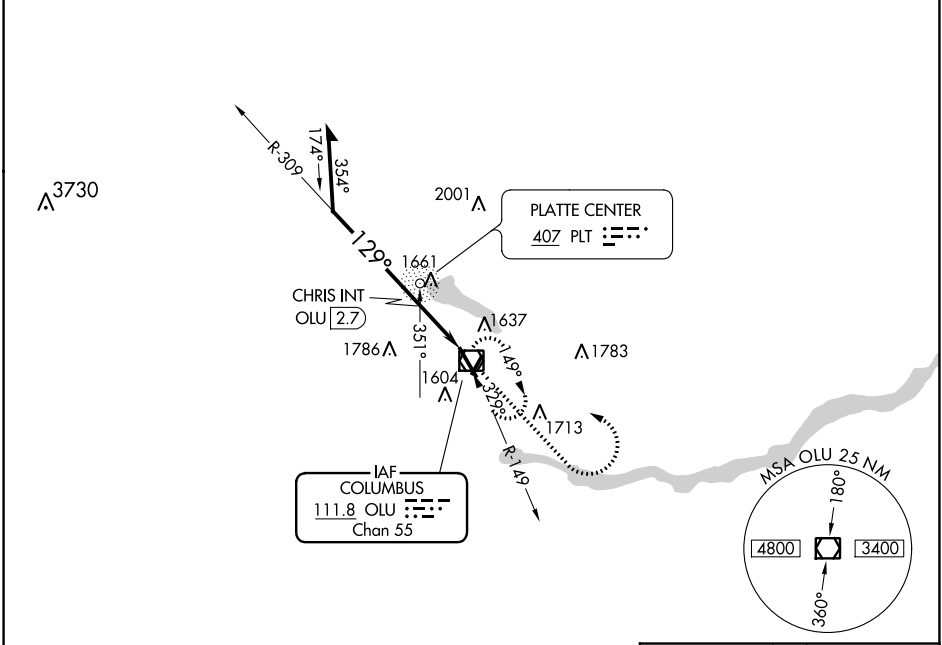 R-309
174°
354°
3730
2001
PLATTE CENTER
407 PLT
129°
1661
CHRIS INT
OLU 2.7
351°
1637
1786
149°
1783
1604
329°
1713
R-149
IAF
COLUMBUS
111.8 OLU
Chan 55
MSA OLU 25 NM
180°
4800
3400
360°